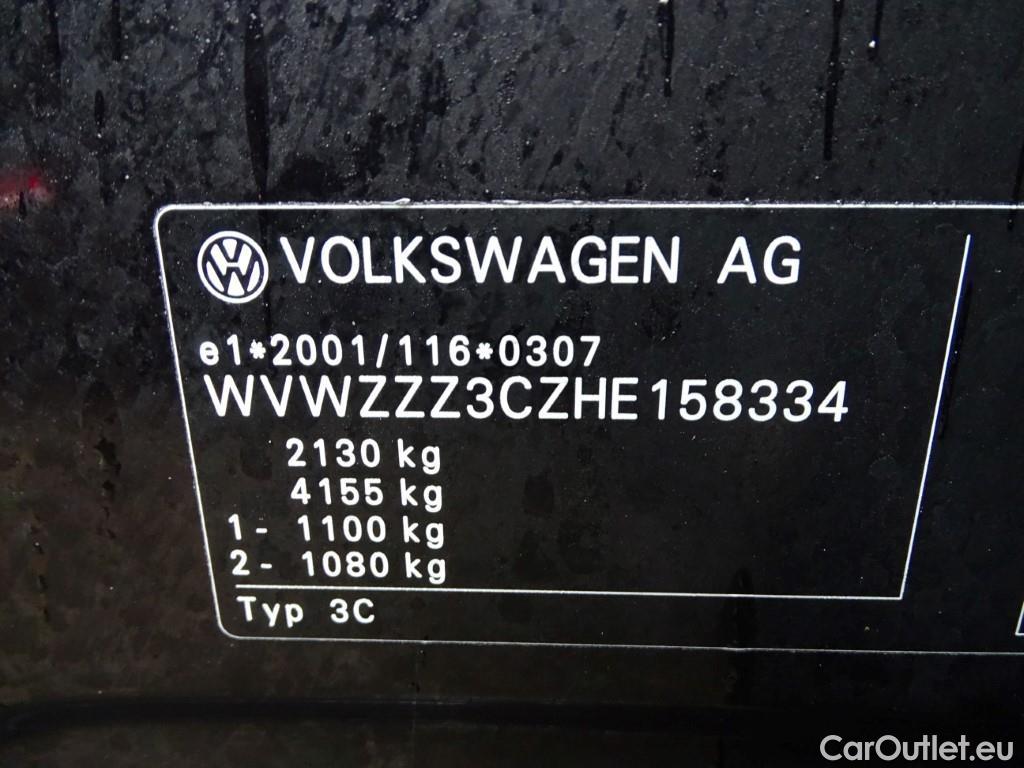 VOLKSWAGEN AG
e1*2001/116*0307
WVWZZZ3CZHE158334
2130 kg
4155 kg
1- 1100 kg
2- 1080 kg
Typ 3C
CarOutlet.eu